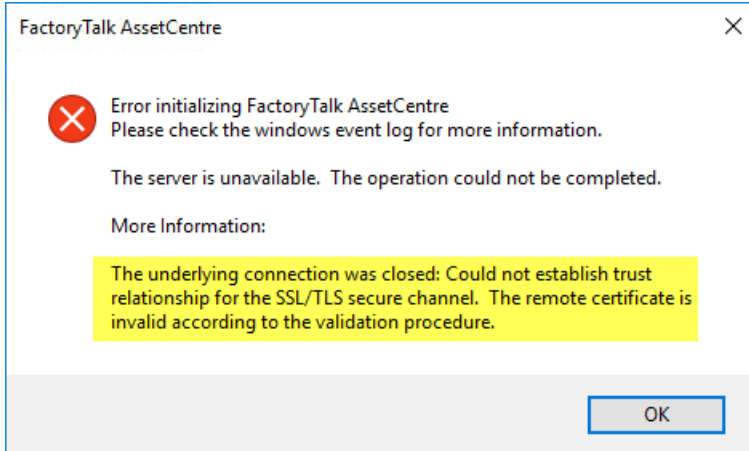 FactoryTalk AssetCentre
Error initializing FactoryTalk AssetCentre
Please check the windows event log for more information.
The server is unavailable.  The operation could not be completed.
More Information:
The underlying connection was closed: Could not establish trust
relationship for the SSL/TLS secure channel.  The remote certificate is
invalid according to the validation procedure.
OK